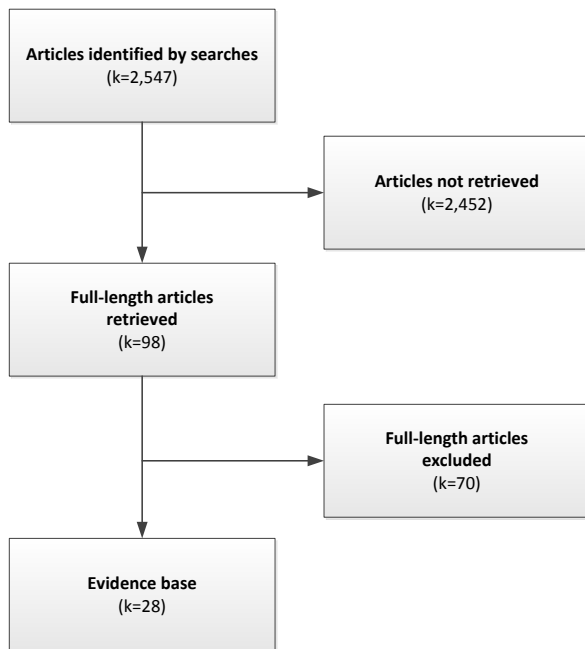 Articles identified by searches
(k=2,547)
Articles not retrieved
(k=2,452)
Full-length articles
retrieved
(k=98)
Full-length articles
excluded
(k=70)
Evidence base
(k=28)